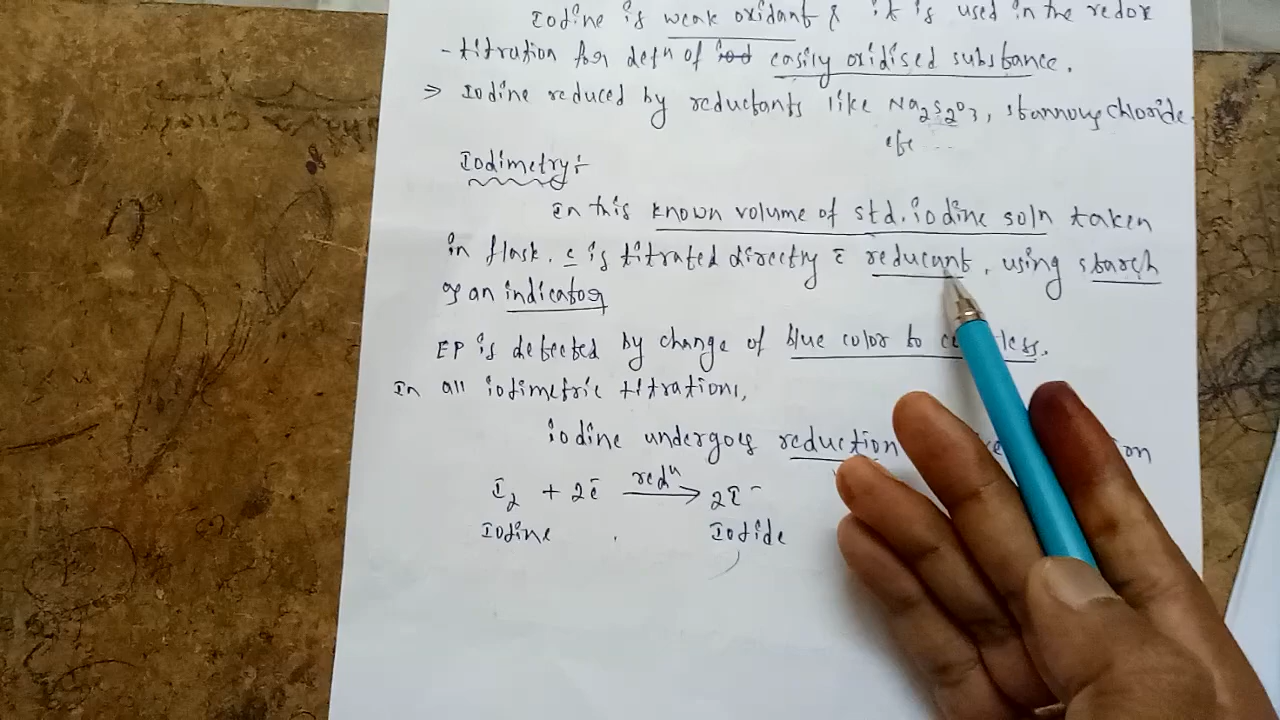 Iodine is weak oxidant & it is used in the redox
-titration for detn of iod easily oxidised substance.
⇒ Iodine reduced by reductants like Na2S2O3, stannous chloride.
etc ...
Iodimetry:-
In this known volume of std. iodine soln taken
in flask. c is titrated directly c̄ reducant, using starch
as an indicator
EP is detected by change of blue color to less.
In all iodimetric titrations,
iodine undergoes reduction
I2 + 2ē redn → 2I-
Iodine . Iodide